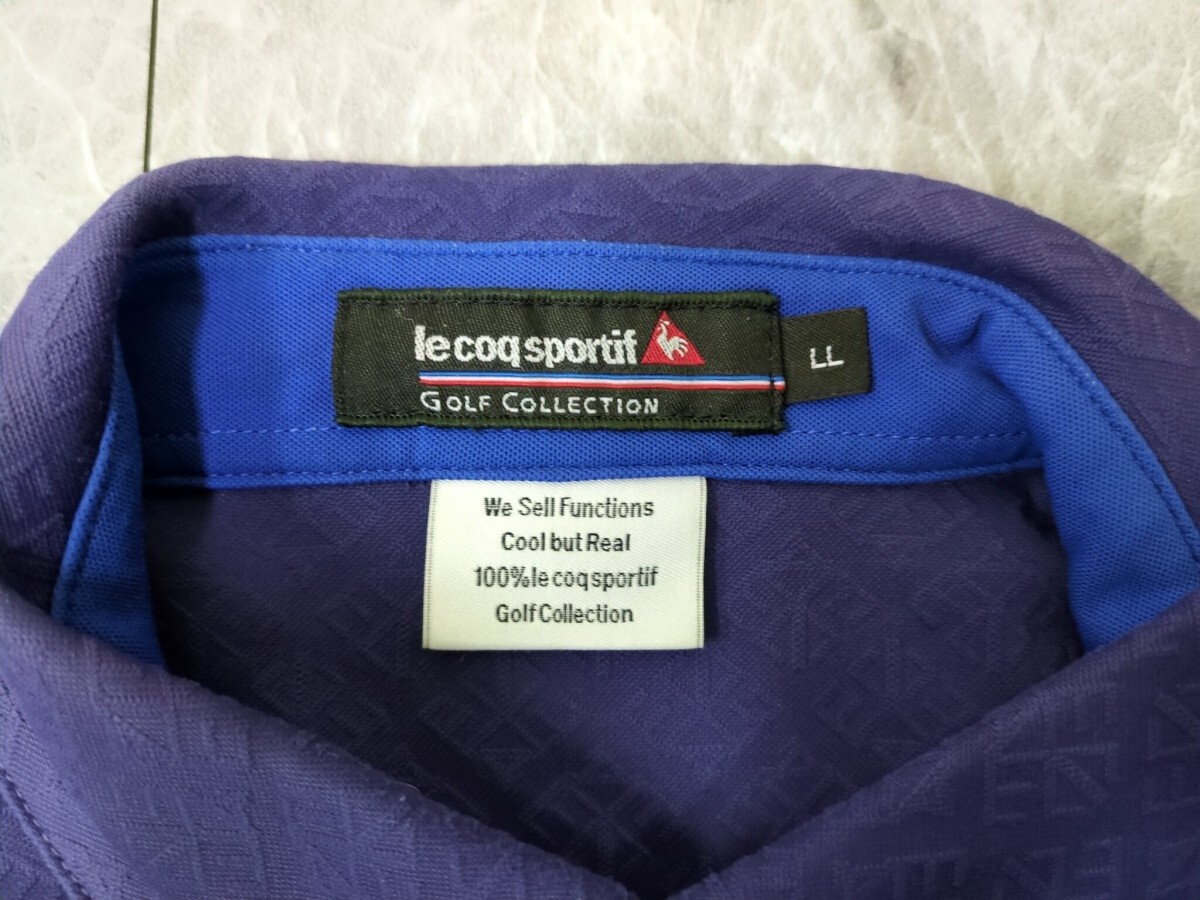 le coq sportif
GOLF COLLECTION
LL
We Sell Functions
Cool but Real
100% le coq sportif
Golf Collection